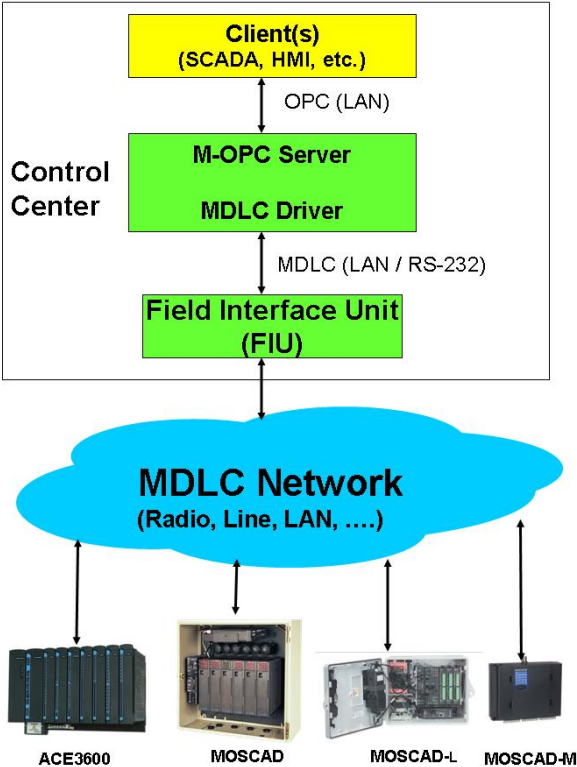 Client(s)
(SCADA, HMI, etc.)
OPC (LAN)
M-OPC Server
MDLC Driver
Control
Center
MDLC (LAN / RS-232)
Field Interface Unit
(FIU)
MDLC Network
(Radio, Line, LAN, ....)
ACE3600
MOSCAD
MOSCAD-L
MOSCAD-M